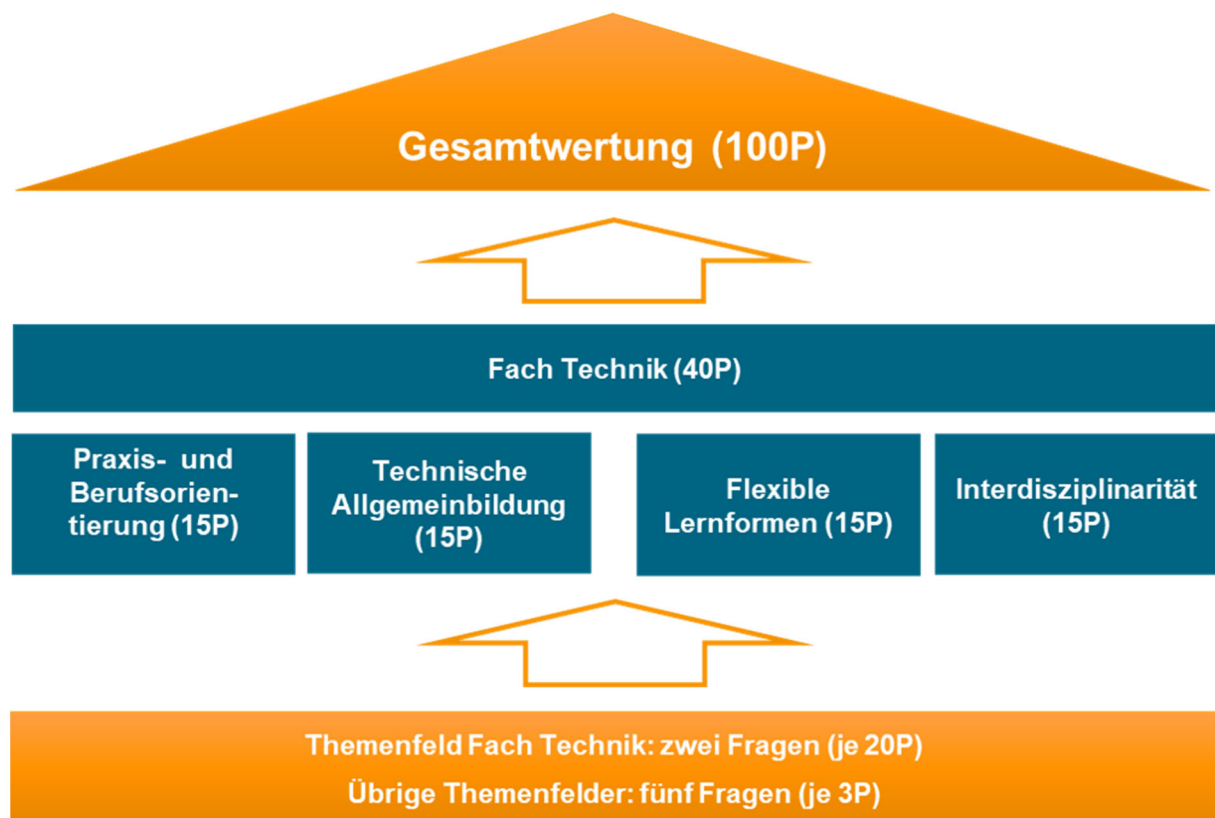 Gesamtwertung (100P)
Fach Technik (40P)
Praxis- und
Berufsorien-
tierung (15P)
Technische
Allgemeinbildung
(15P)
Flexible
Lernformen (15P)
Interdisziplinarität
(15P)
Themenfeld Fach Technik: zwei Fragen (je 20P)
Übrige Themenfelder: fünf Fragen (je 3P)